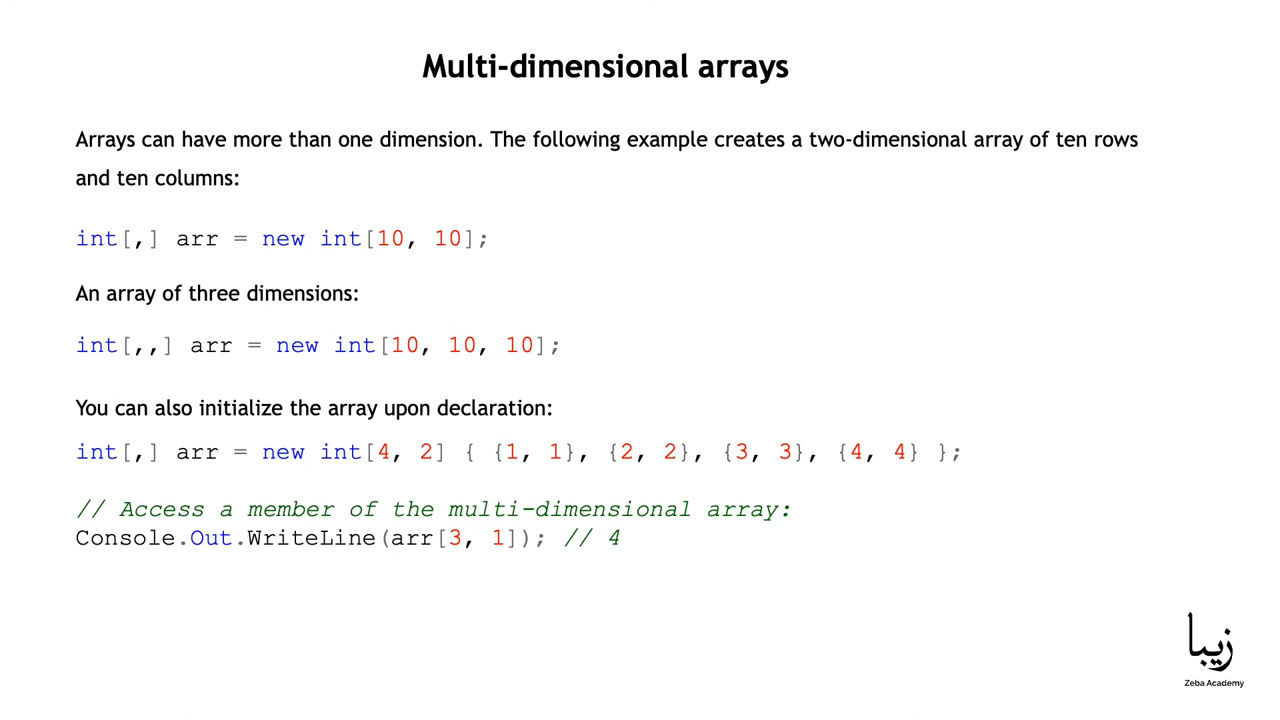 Multi-dimensional arrays
Arrays can have more than one dimension. The following example creates a two-dimensional array of ten rows
and ten columns:
int[,] arr = new int[10, 10];
An array of three dimensions:
int[,,] arr = new int[10, 10, 10];
You can also initialize the array upon declaration:
int[,] arr = new int[4, 2] { {1, 1}, {2, 2}, {3, 3}, {4, 4} };
// Access a member of the multi-dimensional array:
Console.Out.WriteLine(arr[3, 1]); // 4
زیبا
Zeba Academy